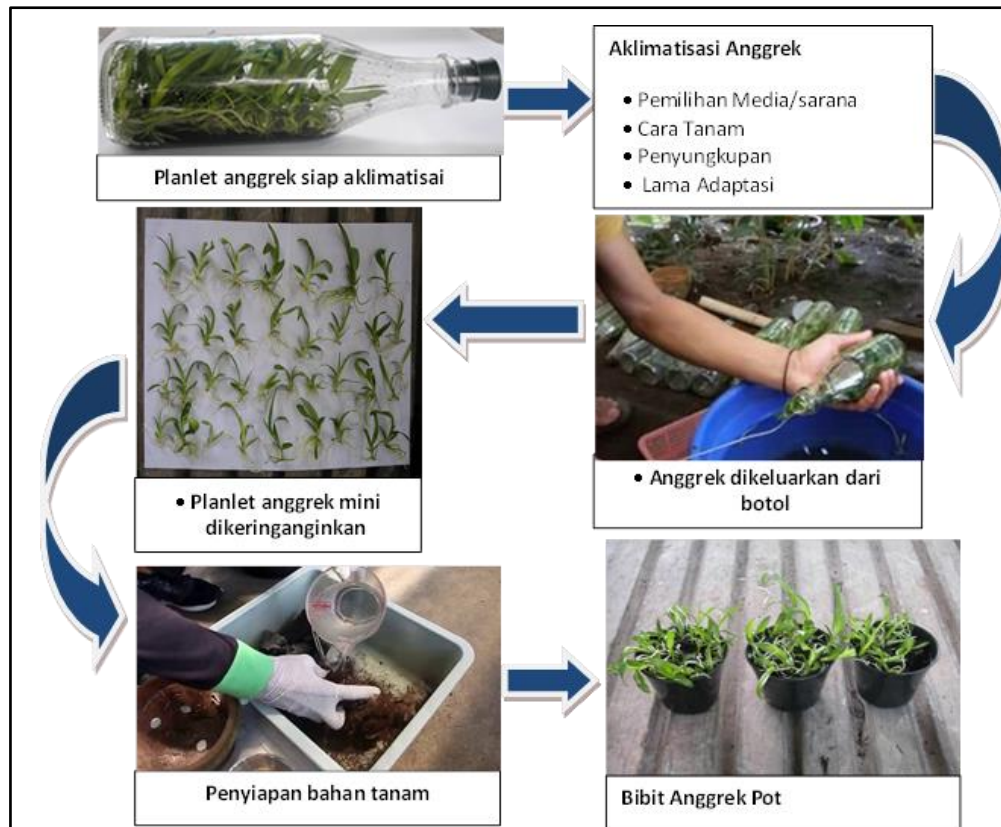 Planlet anggrek siap aklimatisai
Aklimatisasi Anggrek
• Pemilihan Media/sarana
• Cara Tanam
• Penyungkupan
• Lama Adaptasi
• Anggrek dikeluarkan dari
botol
• Planlet anggrek mini
dikeringanginkan
Penyiapan bahan tanam
Bibit Anggrek Pot